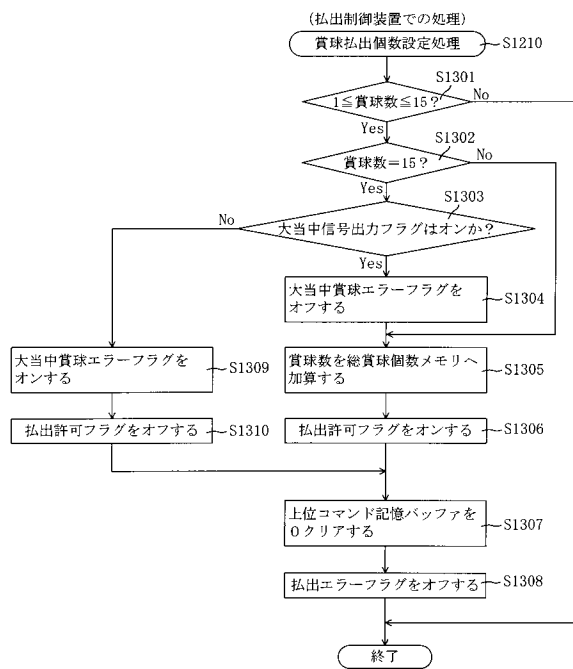 (払出制御装置での処理)
賞球払出個数設定処理
S1210
S1301
1≦賞球数≦15?
No
Yes
S1302
賞球数=15?
No
Yes
S1303
大当中信号出力フラグはオンか?
No
Yes
大当中賞球エラーフラグを
オフする
S1304
大当中賞球エラーフラグを
オンする
S1309
賞球数を総賞球個数メモリへ
加算する
S1305
払出許可フラグをオフする
S1310
払出許可フラグをオンする
S1306
上位コマンド記憶バッファを
0クリアする
S1307
払出エラーフラグをオフする
S1308
終了